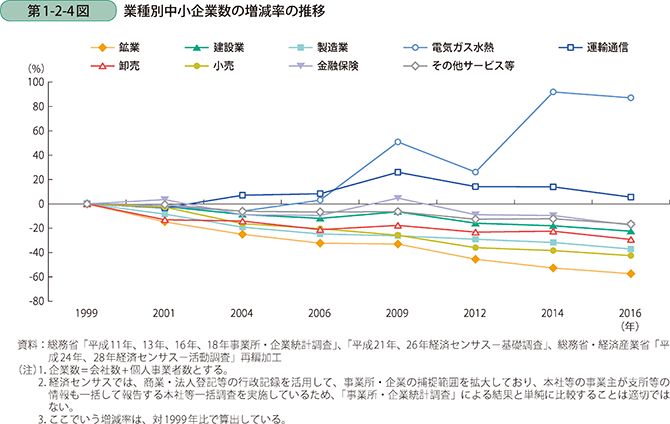 第1-2-4図 業種別中小企業数の増減率の推移
鉱業 建設業 製造業 電気ガス水熱 運輸通信
卸売 小売 金融保険 その他サービス等
(%)
100
80
60
40
20
0
-20
-40
-60
-80
1999 2001 2004 2006 2009 2012 2014 2016
(年)
資料：総務省「平成11年、13年、16年、18年事業所・企業統計調査」、「平成21年、26年経済センサス－基礎調査」、総務省・経済産業省「平
成24年、28年経済センサス－活動調査」再編加工
(注) 1. 企業数＝会社数＋個人事業者数とする。
2. 経済センサスでは、商業・法人登記等の行政記録を活用して、事業所・企業の捕捉範囲を拡大しており、本社等の事業主が支所等の
情報も一括して報告する本社等一括調査を実施しているため、「事業所・企業統計調査」による結果と単純に比較することは適切では
ない。
3. ここでいう増減率は、対1999年比で算出している。